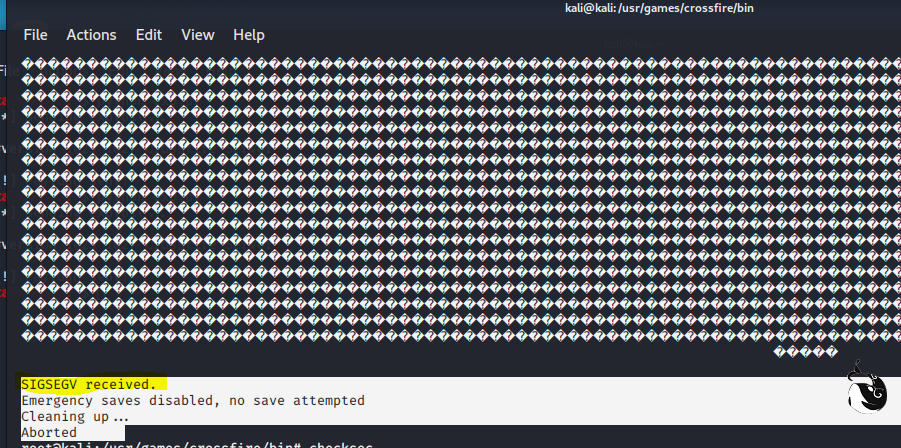 kali@kali:/usr/games/crossfire/bin
File Actions Edit View Help
SIGSEGV received.
Emergency saves disabled, no save attempted
Cleaning up...
Aborted
root@kali:/usr/games/crossfire/bin# checksec